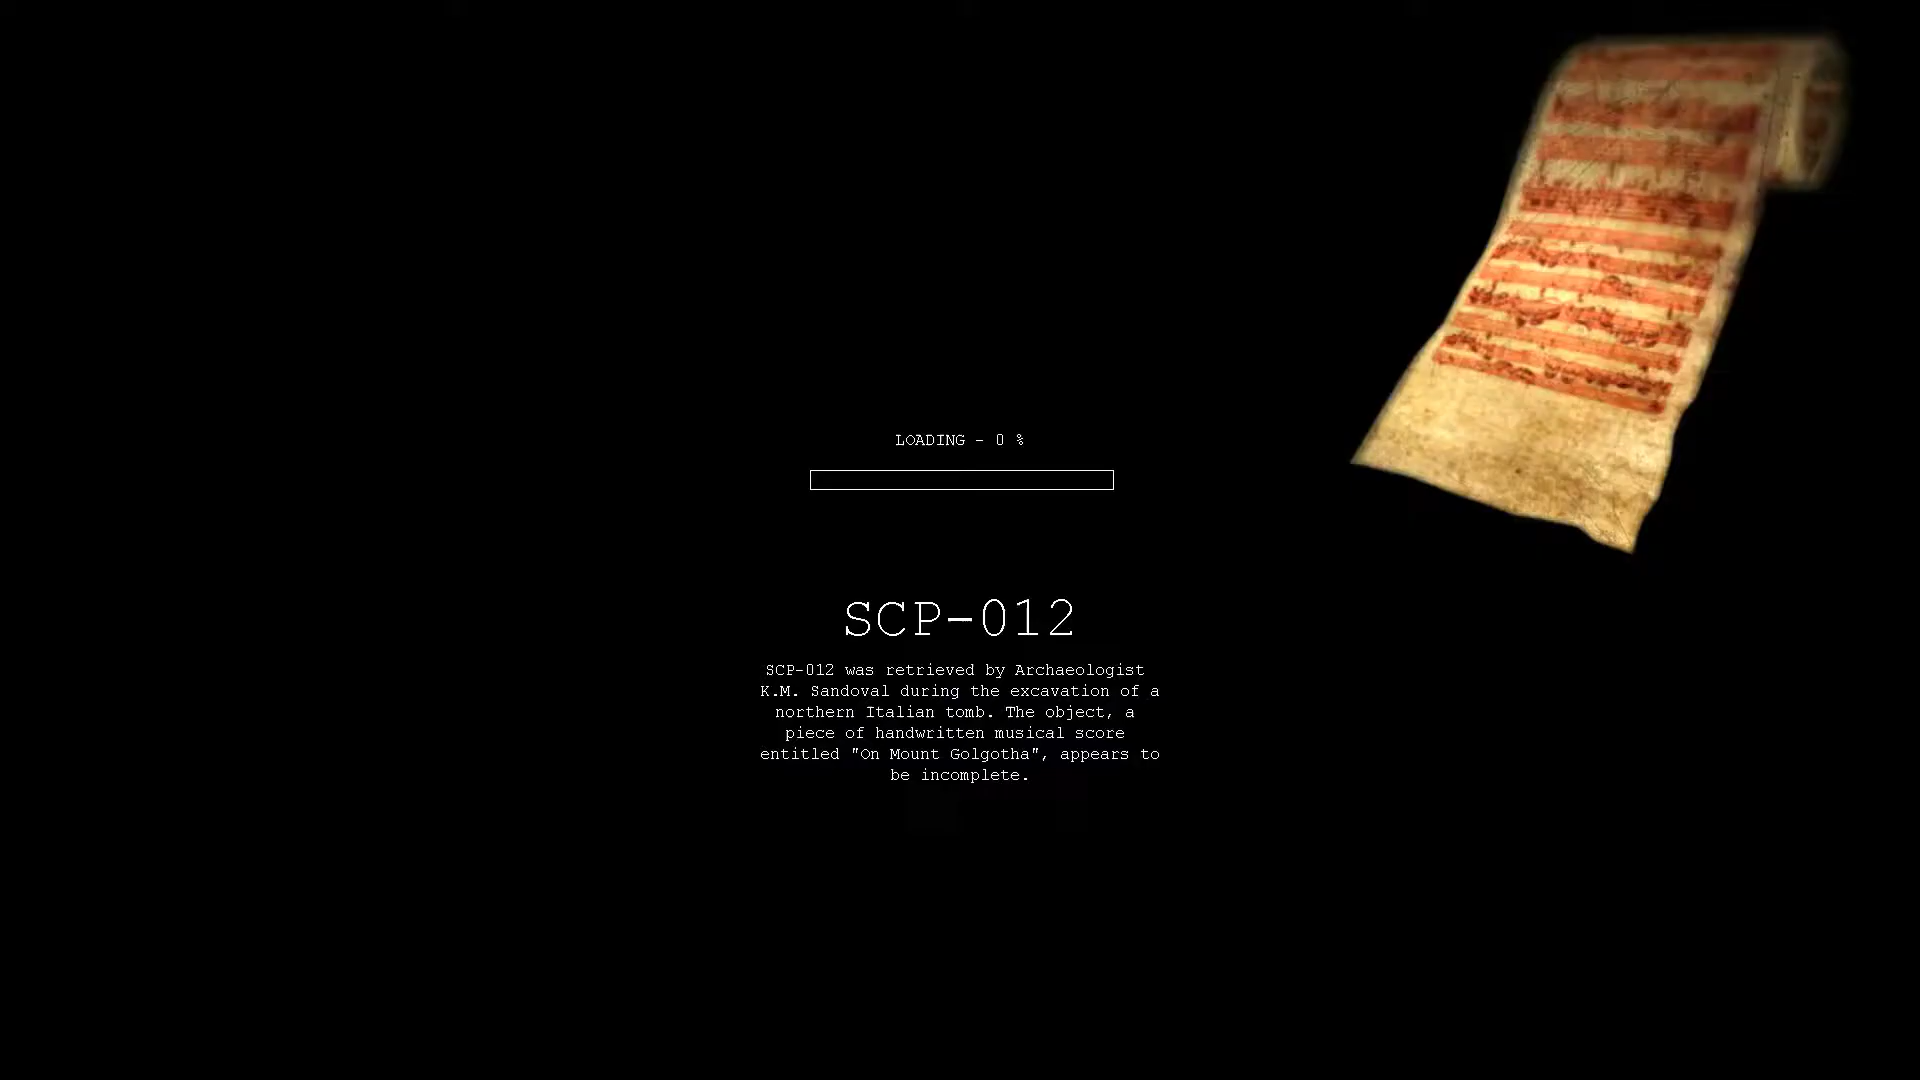 LOADING - 0 %
SCP-012
SCP-012 was retrieved by Archaeologist
K.M. Sandoval during the excavation of a
northern Italian tomb. The object, a
piece of handwritten musical score
entitled "On Mount Golgotha", appears to
be incomplete.